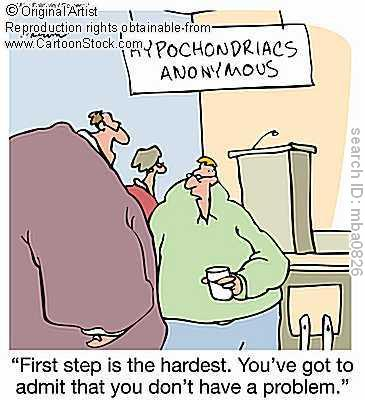 © Original Artist
Reproduction rights obtainable from
www.CartoonStock.com
HYPOCHONDRIACS
ANONYMOUS
search ID: mba0826
"First step is the hardest. You've got to
admit that you don't have a problem."